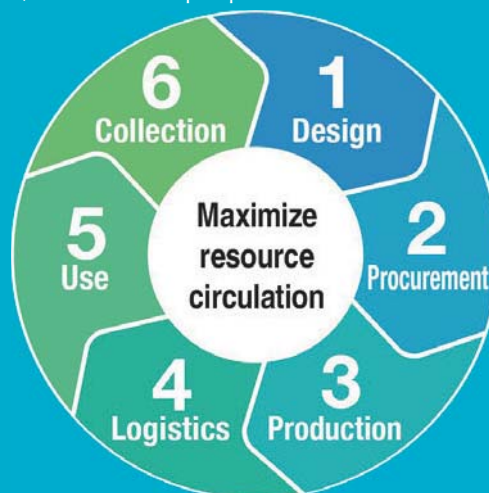 1
Design
2
Procurement
3
Production
4
Logistics
5
Use
6
Collection
Maximize
resource
circulation